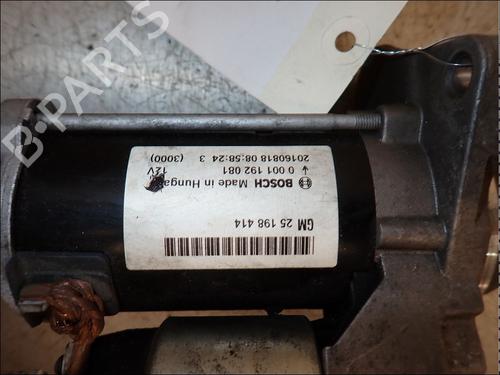 GM 25 198 414
BOSCH Made in Hungary
0 001 192 081 12V
20160818 08:58:24 3 (3000)
B-PARTS